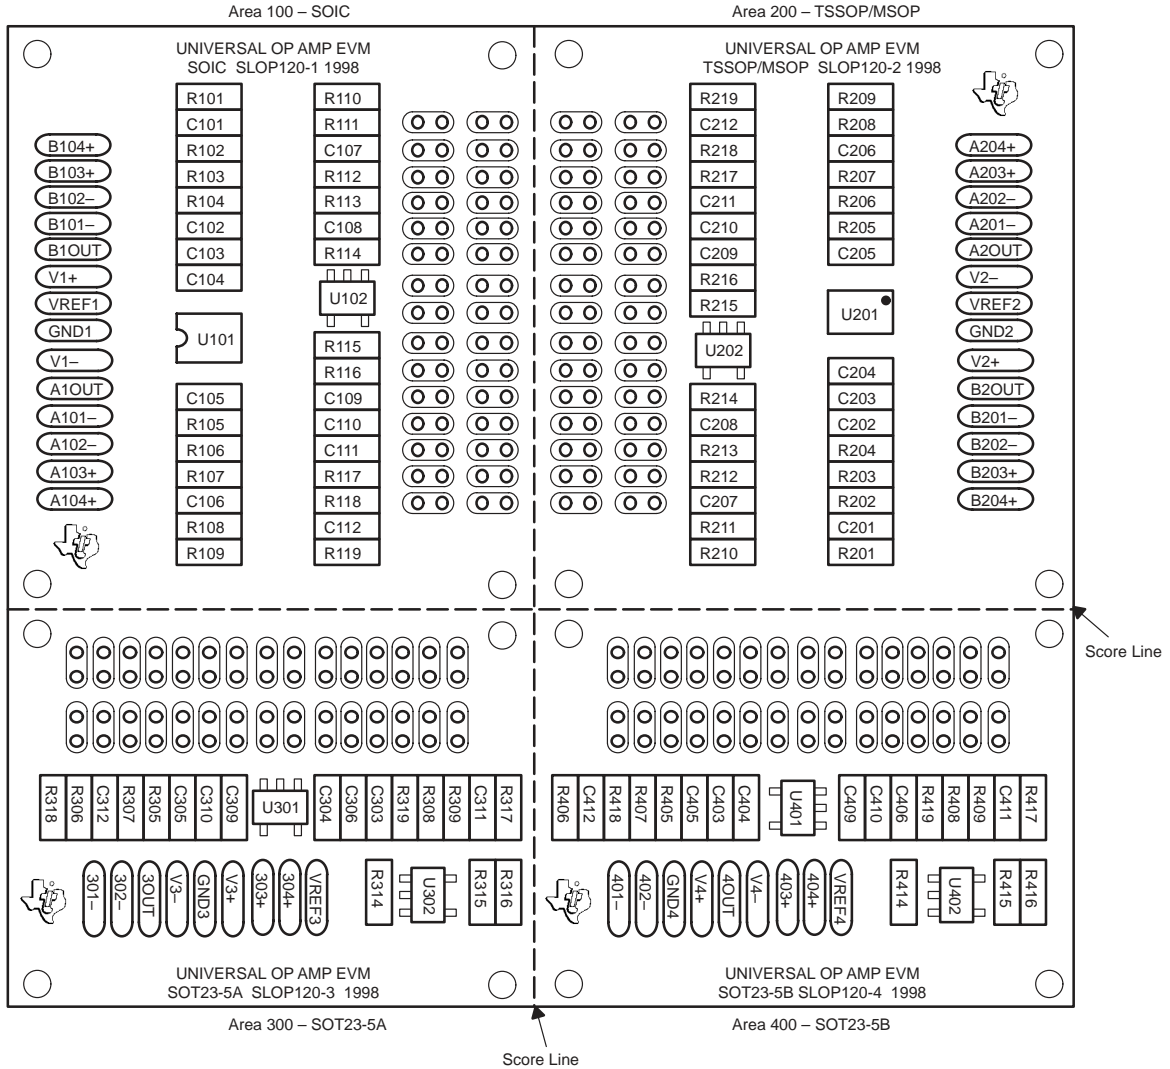 Area 100 – SOIC
UNIVERSAL OP AMP EVM
SOIC SLOP120-1 1998
B104+
B103+
B102–
B101–
B1OUT
V1+
VREF1
GND1
V1–
A1OUT
A101–
A102–
A103+
A104+
R101
C101
R102
R103
R104
C102
C103
C104
U101
C105
R105
R106
R107
C106
R108
R109
R110
R111
C107
R112
R113
C108
R114
U102
R115
R116
C109
C110
C111
R117
R118
C112
R119
Area 200 – TSSOP/MSOP
UNIVERSAL OP AMP EVM
TSSOP/MSOP SLOP120-2 1998
R219
C212
R218
R217
C211
C210
C209
R216
R215
U202
R214
C208
R213
R212
C207
R211
R210
R209
R208
C206
R207
R206
R205
C205
U201
C204
C203
C202
R204
R203
R202
C201
R201
A204+
A203+
A202–
A201–
A2OUT
V2–
VREF2
GND2
V2+
B2OUT
B201–
B202–
B203+
B204+
Score Line
R318
R306
C312
R307
R305
C305
C310
C309
U301
C304
C306
C303
R319
R308
R309
C311
R317
301–
302–
3OUT
V3–
GND3
V3+
303+
304+
VREF3
R314
U302
R315
R316
UNIVERSAL OP AMP EVM
SOT23-5A SLOP120-3 1998
Area 300 – SOT23-5A
R406
C412
R418
R407
R405
C405
C403
C404
U401
C409
C410
C406
R419
R408
R409
C411
R417
401–
402–
GND4
V4+
4OUT
V4–
403+
404+
VREF4
R414
U402
R415
R416
UNIVERSAL OP AMP EVM
SOT23-5B SLOP120-4 1998
Area 400 – SOT23-5B
Score Line